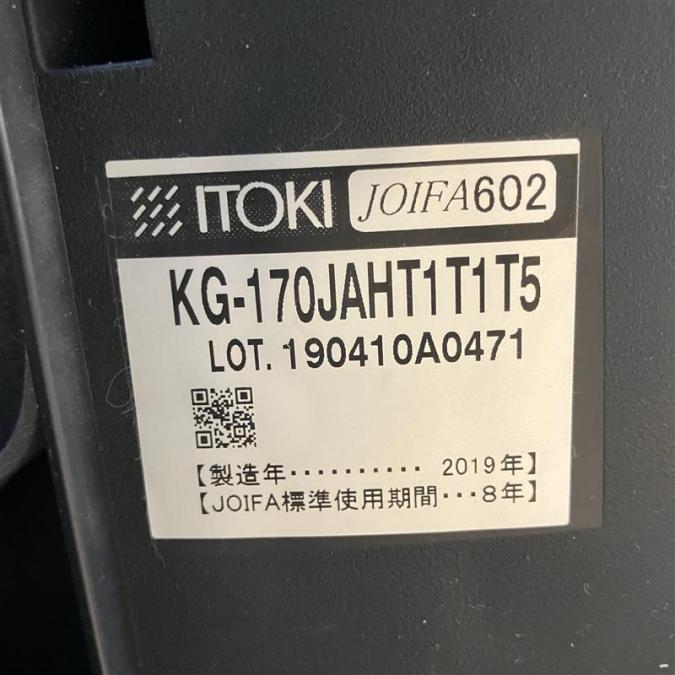 ITOKI JOIFA602
KG-170JAHT1T1T5
LOT. 190410A0471
【製造年・・・・・・・・・・ 2019年】
【JOIFA標準使用期間・・・8年】